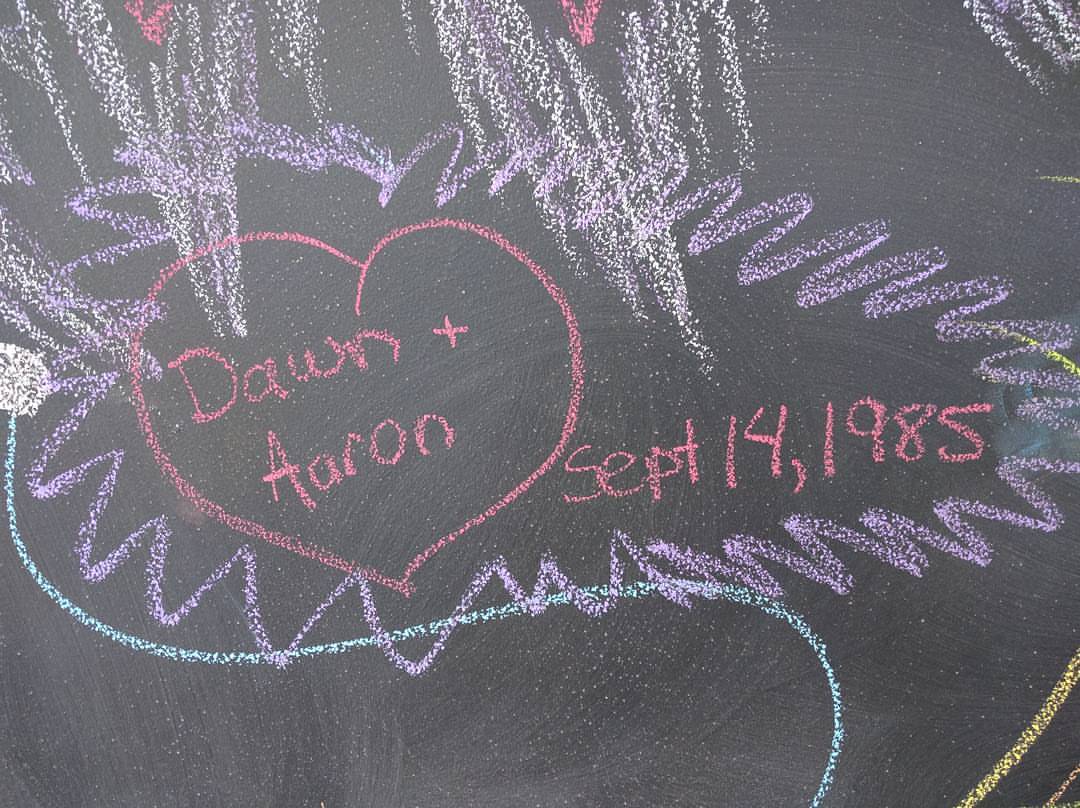 Dawn +
Aaron
Sept 14, 1985